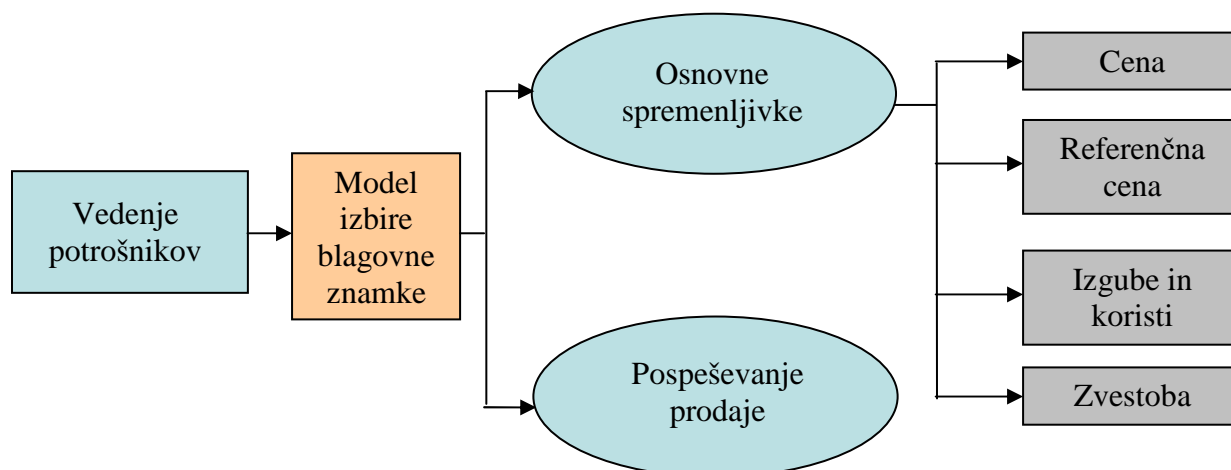 Vedenje
potrošnikov
Model
izbire
blagovne
znamke
Osnovne
spremenljivke
Pospeševanje
prodaje
Cena
Referenčna
cena
Izgube in
koristi
Zvestoba